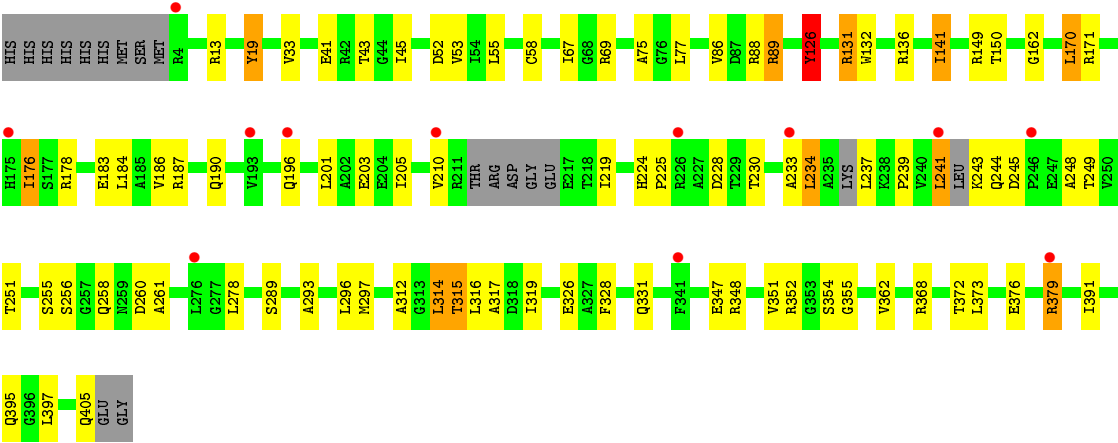 HIS HIS HIS HIS HIS HIS MET SER MET R4 R13 Y19 V33 E41 R42 T43 G44 I45 D52 V53 I54 L55 C58 I67 G68 R69 A75 G76 L77 V86 D87 R88 R89 Y126 R131 W132 R136 I141 R149 T150 G162 L170 R171
H175 I176 S177 R178 E183 L184 A185 V186 R187 Q190 V193 Q196 L201 A202 E203 E204 I205 V210 R211 THR ARG ASP GLY GLU E217 T218 I219 H224 P225 R226 A227 D228 T229 T230 A233 L234 A235 LYS L237 K238 P239 V240 L241 LEU K243 Q244 D245 P246 E247 A248 T249 V250
T251 S255 S256 G257 Q258 N259 D260 A261 L276 G277 L278 S289 A293 L296 M297 A312 G313 L314 T315 L316 A317 D318 I319 E326 A327 F328 Q331 F341 E347 R348 V351 R352 G353 S354 G355 V362 R368 T372 L373 E376 R379 I391
Q395 G396 L397 Q405 GLU GLY